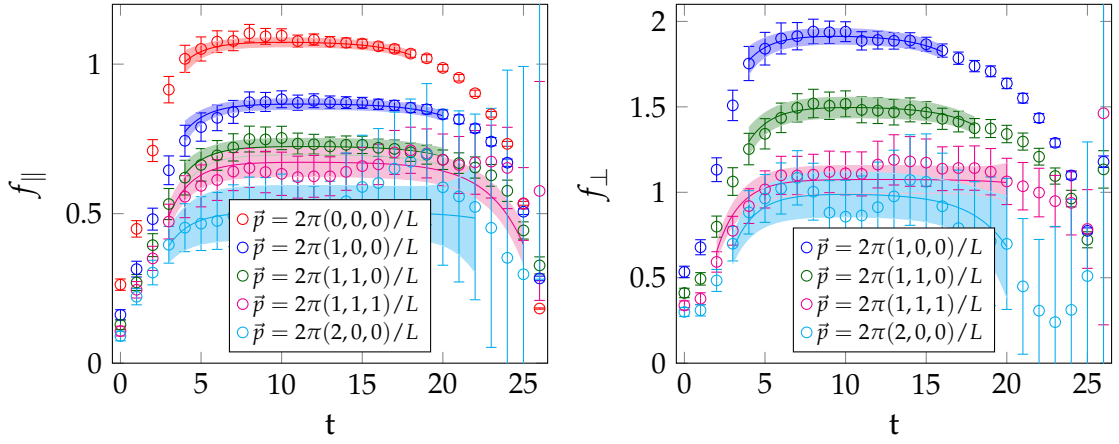 f∥
1
0.5
0
0 5 10 15 20 25
t
p⃗ = 2π(0,0,0)/L
p⃗ = 2π(1,0,0)/L
p⃗ = 2π(1,1,0)/L
p⃗ = 2π(1,1,1)/L
p⃗ = 2π(2,0,0)/L
f⊥
2
1.5
1
0.5
0
0 5 10 15 20 25
t
p⃗ = 2π(1,0,0)/L
p⃗ = 2π(1,1,0)/L
p⃗ = 2π(1,1,1)/L
p⃗ = 2π(2,0,0)/L